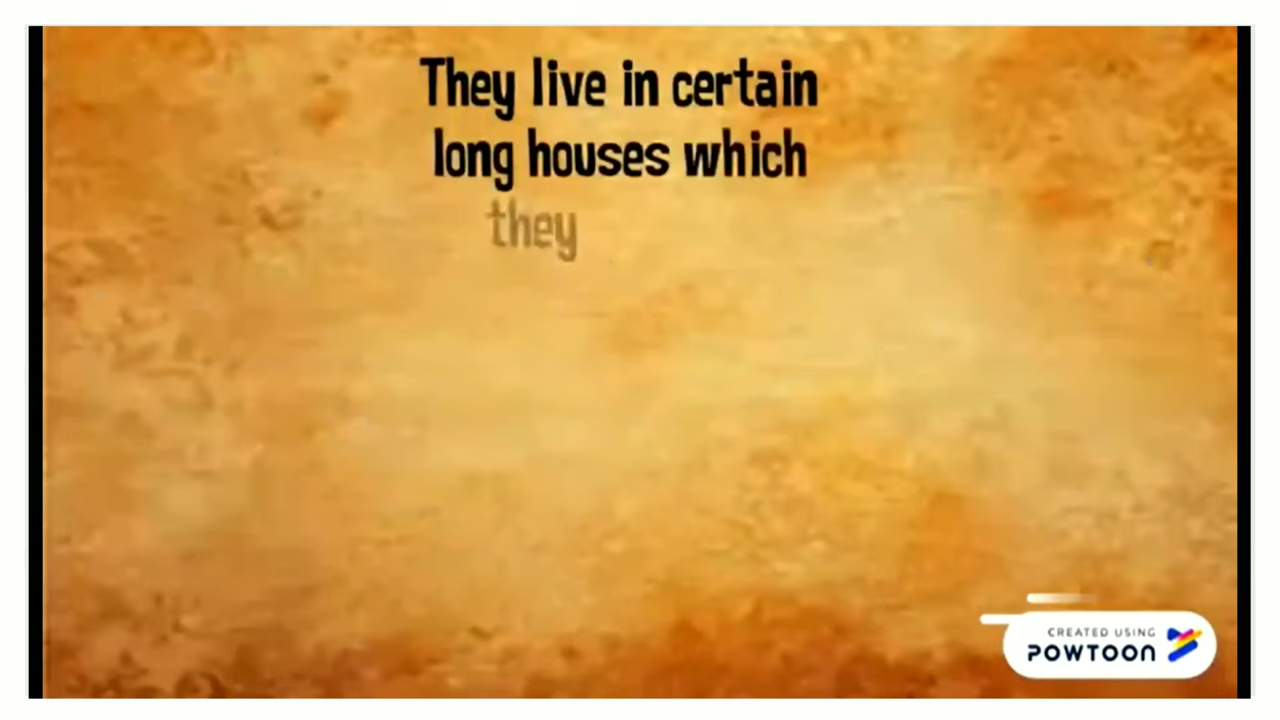 They live in certain
long houses which
they
CREATED USING
POWTOON